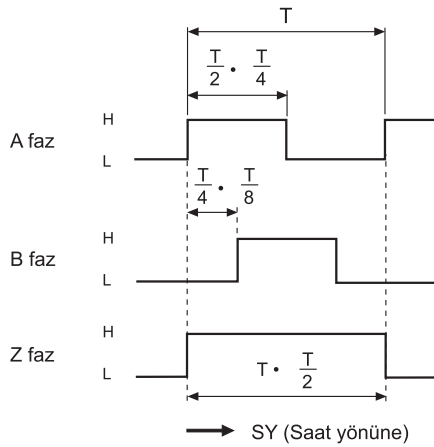 T
T/2 · T/4
A faz H L
T/4 · T/8
B faz H L
Z faz H L
T · T/2
SY (Saat yönüne)